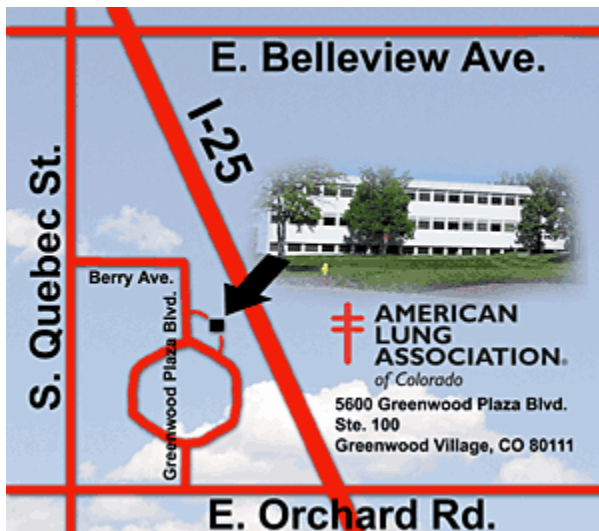 E. Belleview Ave.
I-25
S. Quebec St.
Berry Ave.
Greenwood Plaza Blvd.
AMERICAN
LUNG
ASSOCIATION®
of Colorado
5600 Greenwood Plaza Blvd.
Ste. 100
Greenwood Village, CO 80111
E. Orchard Rd.